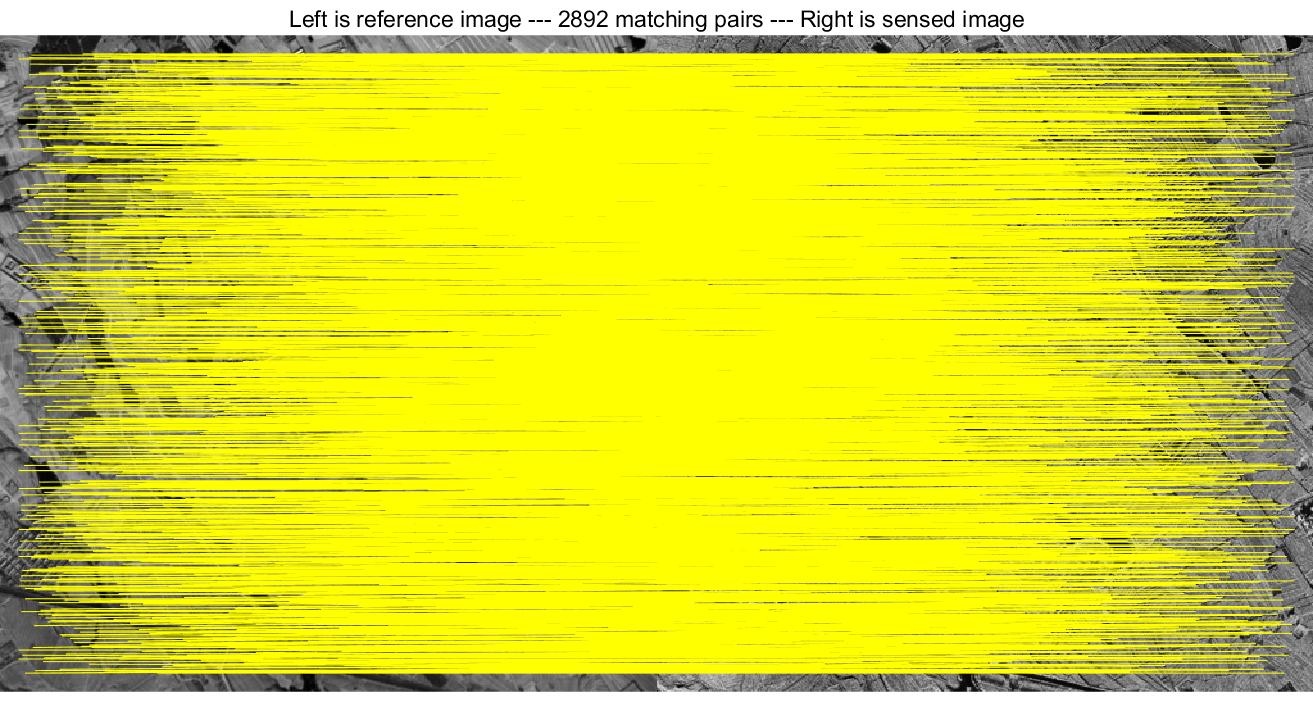 Left is reference image --- 2892 matching pairs --- Right is sensed image